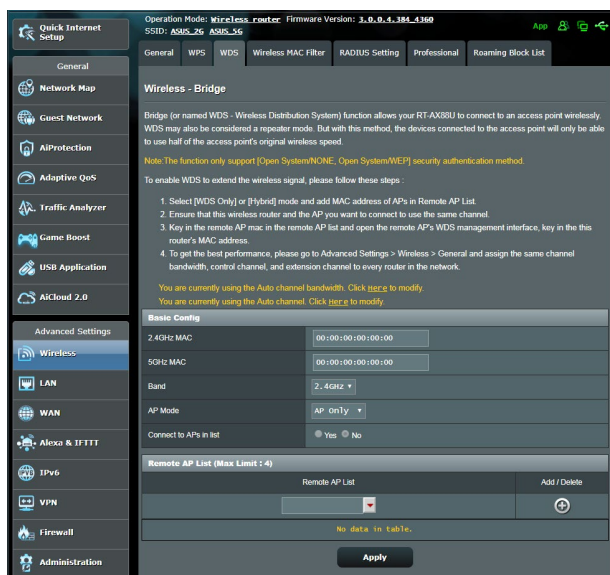 Quick Internet
Setup
General
Network Map
Guest Network
AiProtection
Adaptive QoS
Traffic Analyzer
Game Boost
USB Application
AiCloud 2.0
Advanced Settings
Wireless
LAN
WAN
Alexa & IFTTT
IPv6
VPN
Firewall
Administration
Operation Mode: Wireless router Firmware Version: 3.0.0.4.384_4360
SSID: ASUS_2G ASUS_5G
App
General WPS WDS Wireless MAC Filter RADIUS Setting Professional Roaming Block List
Wireless - Bridge
Bridge (or named WDS - Wireless Distribution System) function allows your RT-AX88U to connect to an access point wirelessly.
WDS may also be considered a repeater mode. But with this method, the devices connected to the access point will only be able
to use half of the access point's original wireless speed.
Note:The function only support [Open System/NONE, Open System/WEP] security authentication method.
To enable WDS to extend the wireless signal, please follow these steps :
1. Select [WDS Only] or [Hybrid] mode and add MAC address of APs in Remote AP List.
2. Ensure that this wireless router and the AP you want to connect to use the same channel.
3. Key in the remote AP mac in the remote AP list and open the remote AP's WDS management interface, key in the this
router's MAC address.
4. To get the best performance, please go to Advanced Settings > Wireless > General and assign the same channel
bandwidth, control channel, and extension channel to every router in the network.
You are currently using the Auto channel bandwidth. Click Here to modify.
You are currently using the Auto channel. Click Here to modify.
Basic Config
2.4GHz MAC 00:00:00:00:00:00
5GHz MAC 00:00:00:00:00:00
Band 2.4GHz
AP Mode AP Only
Connect to APs in list Yes No
Remote AP List (Max Limit : 4)
Remote AP List Add / Delete
No data in table.
Apply